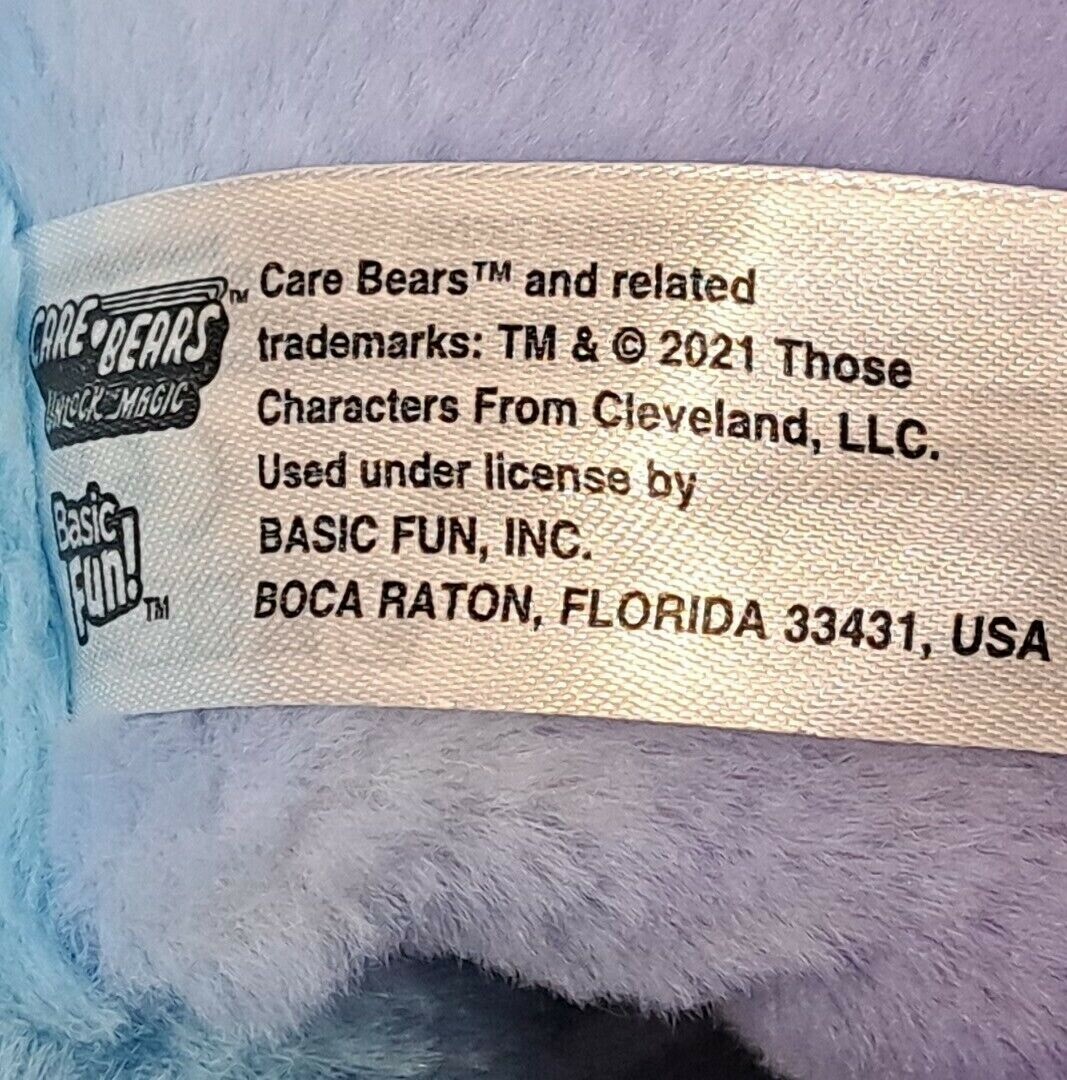 CARE BEARS™
UNLOCK THE MAGIC
Basic
Fun!™
Care Bears™ and related
trademarks: TM & © 2021 Those
Characters From Cleveland, LLC.
Used under license by
BASIC FUN, INC.
BOCA RATON, FLORIDA 33431, USA